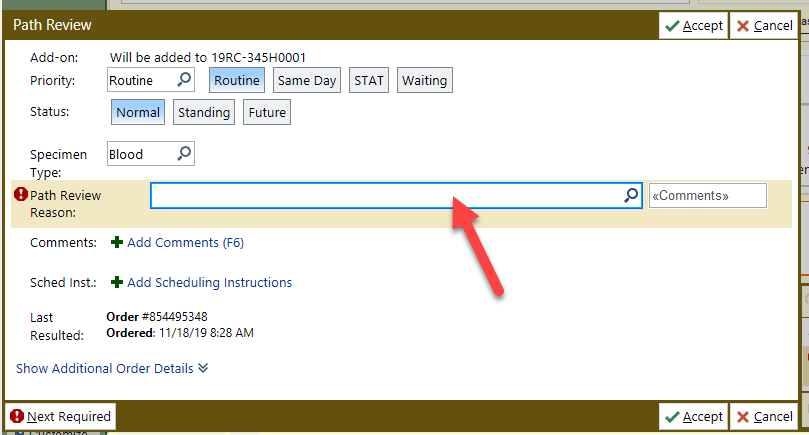 Path Review
Accept Cancel
Add-on: Will be added to 19RC-345H0001
Priority: Routine Routine Same Day STAT Waiting
Status: Normal Standing Future
Specimen Type: Blood
Path Review Reason: «Comments»
Comments: Add Comments (F6)
Sched Inst.: Add Scheduling Instructions
Last Resulted: Order #854495348
Ordered: 11/18/19 8:28 AM
Show Additional Order Details
Next Required Accept Cancel
Customize